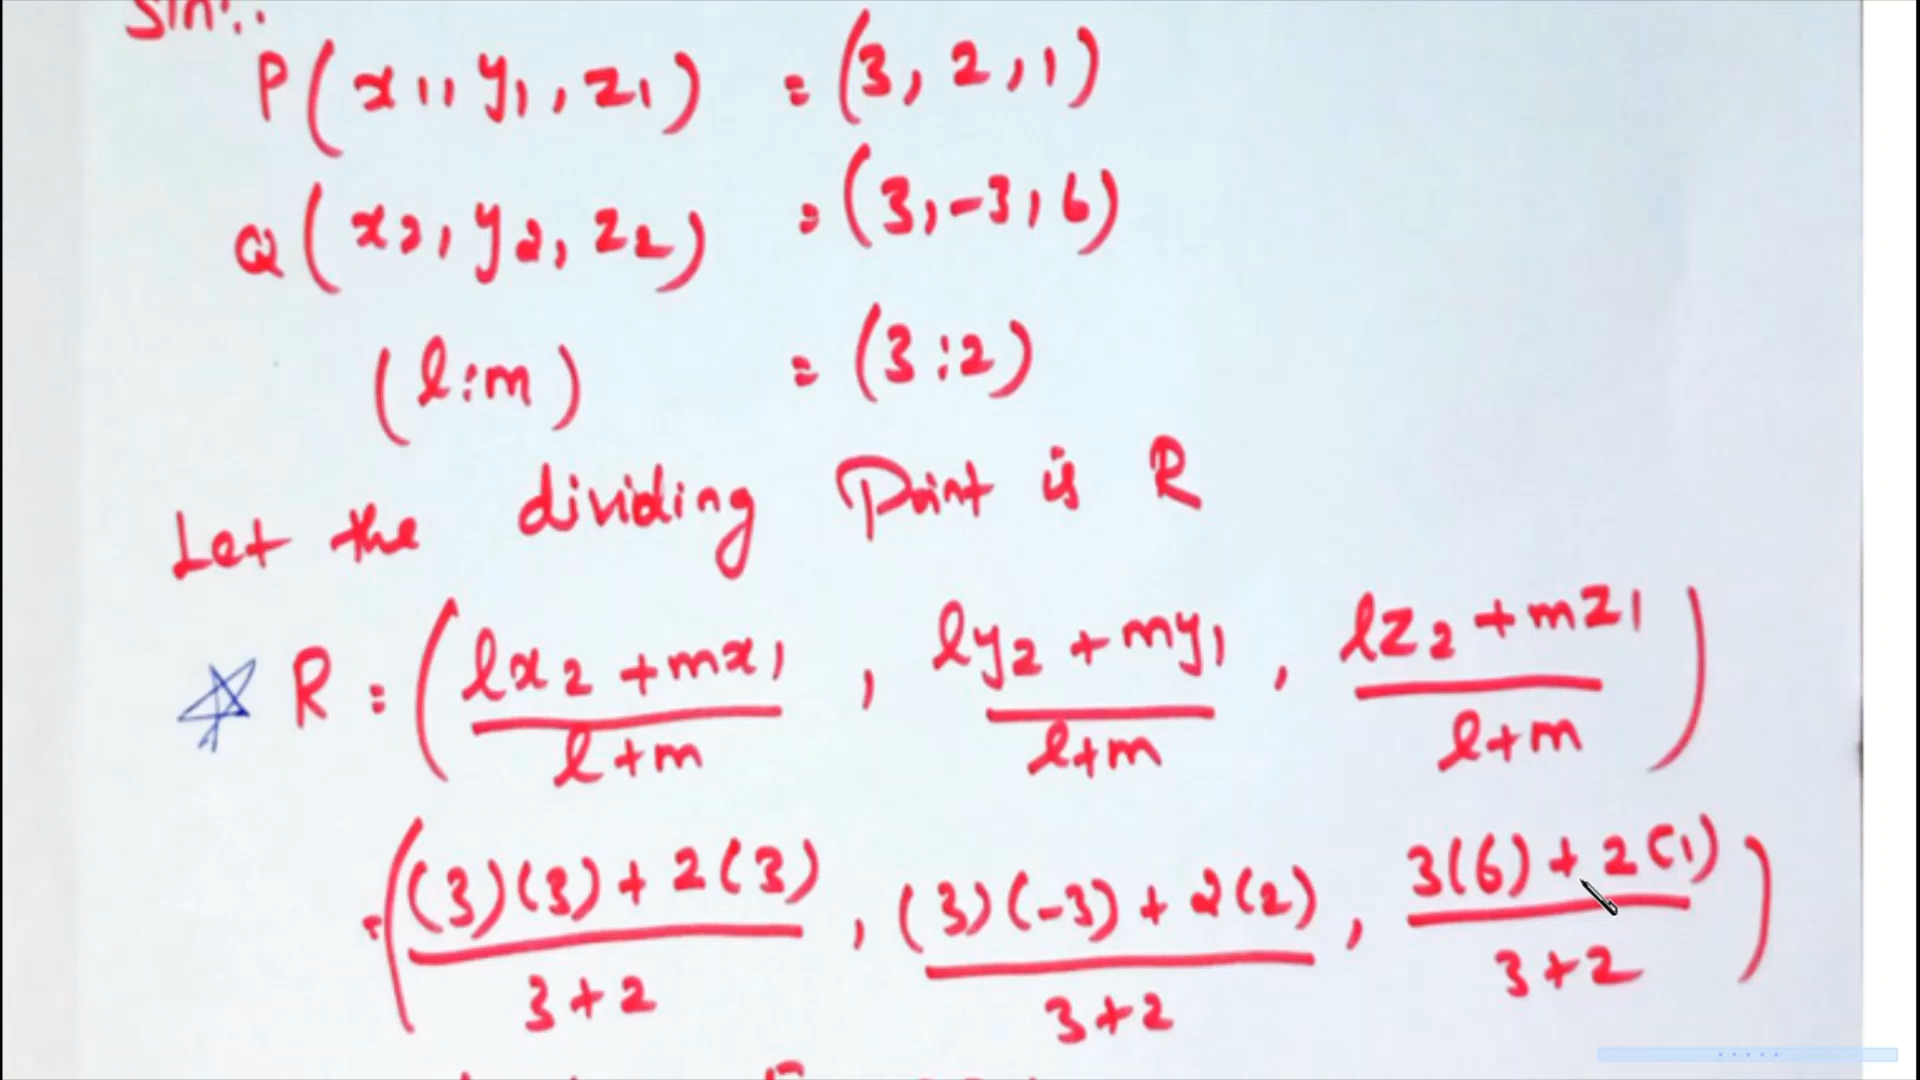 Sln:.
P(x1, y1, z1) = (3, 2, 1)
Q(x2, y2, z2) = (3, -3, 6)
(l:m) = (3:2)
Let the dividing Point is R
R = (lx2 + mx1 / l+m , ly2 + my1 / l+m , lz2 + mz1 / l+m)
= ((3)(3) + 2(3) / 3+2 , (3)(-3) + 2(2) / 3+2 , 3(6) + 2(1) / 3+2)